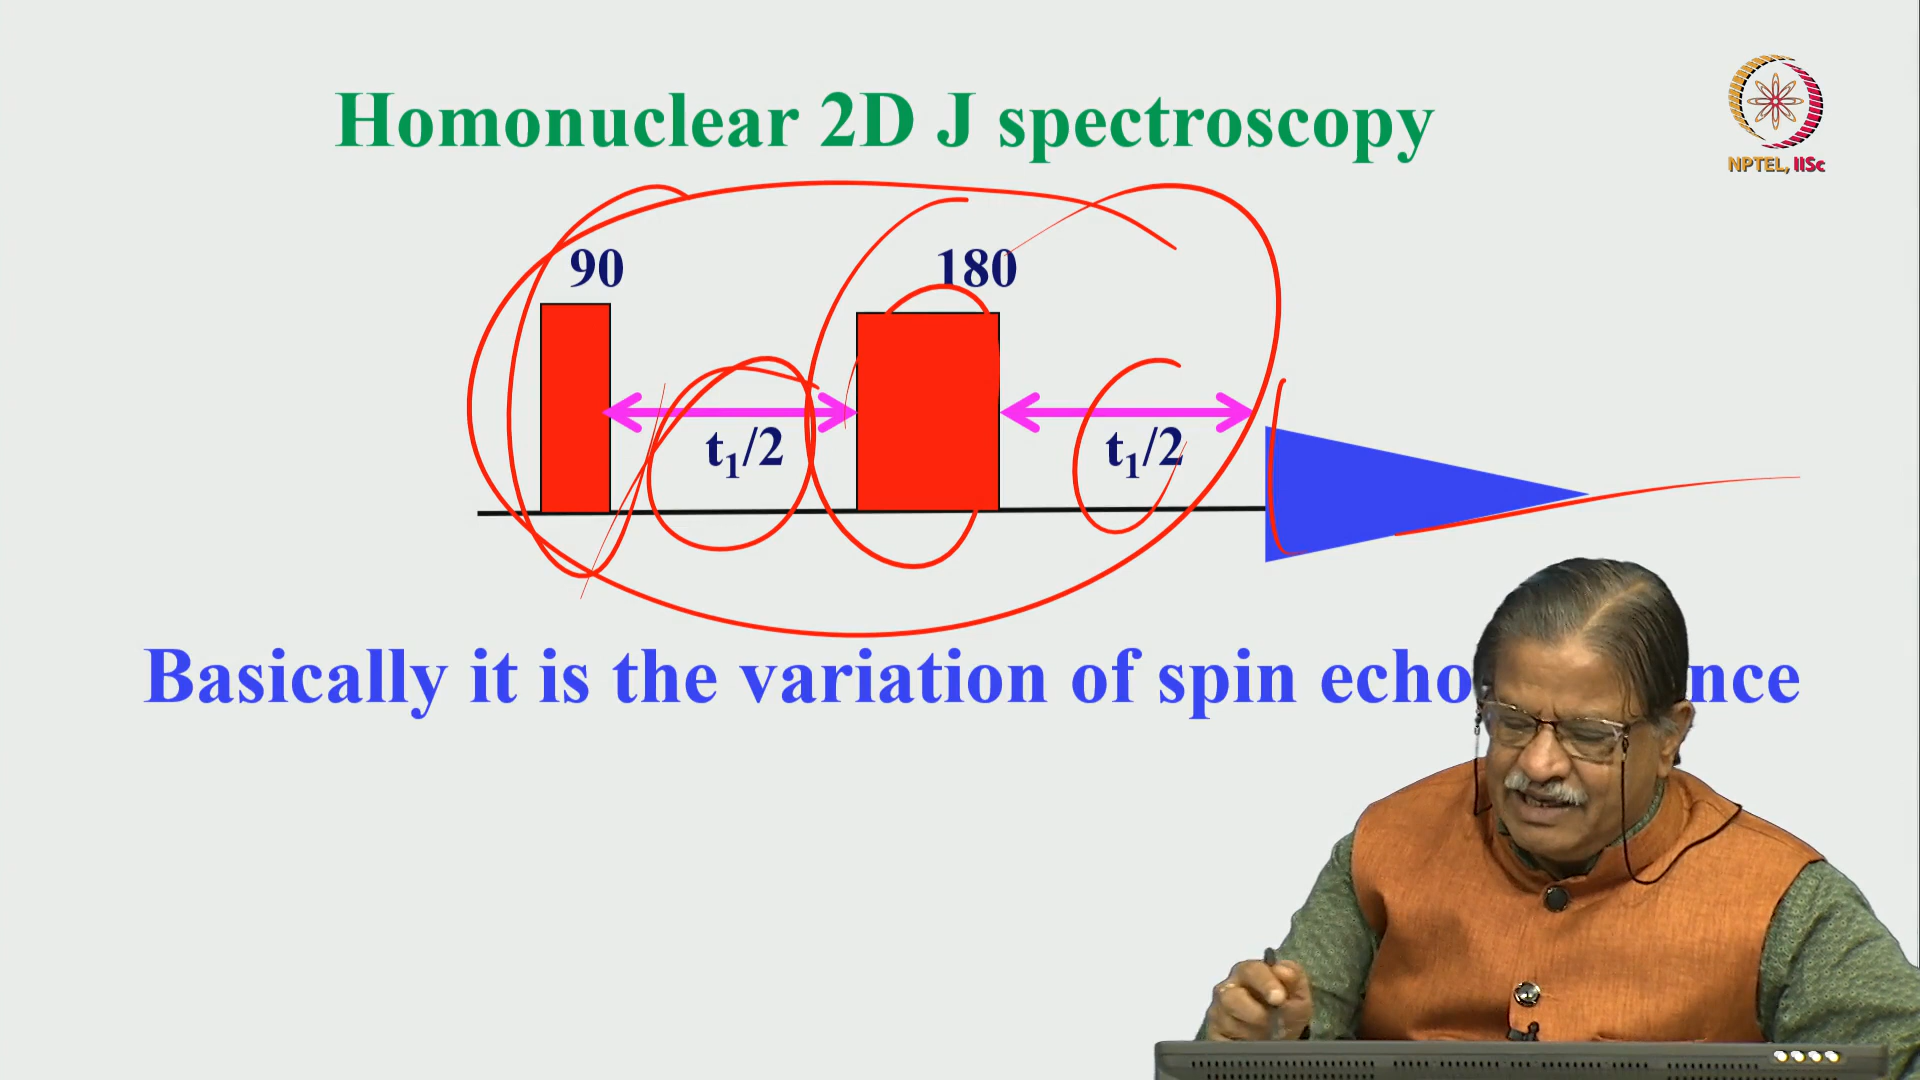 Homonuclear 2D J spectroscopy
NPTEL, IISc
90
180
t₁/2
t₁/2
Basically it is the variation of spin echo